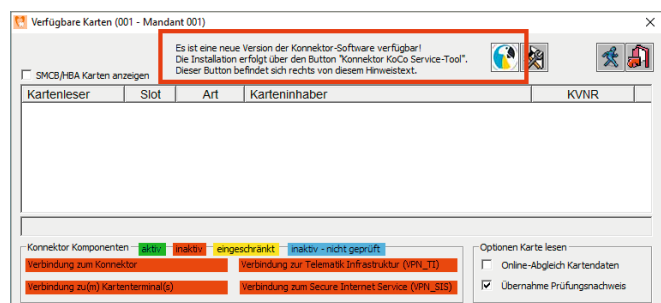 Verfügbare Karten (001 - Mandant 001)
Es ist eine neue Version der Konnektor-Software verfügbar!
Die Installation erfolgt über den Button "Konnektor KoCo Service-Tool".
Dieser Button befindet sich rechts von diesem Hinweistext.
SMCB/HBA Karten anzeigen
Kartenleser Slot Art Karteninhaber KVNR
Konnektor Komponenten aktiv inaktiv eingeschränkt inaktiv - nicht geprüft
Verbindung zum Konnektor
Verbindung zur Telematik Infrastruktur (VPN_TI)
Verbindung zu(m) Kartenterminal(s)
Verbindung zum Secure Internet Service (VPN_SIS)
Optionen Karte lesen
Online-Abgleich Kartendaten
Übernahme Prüfungsnachweis